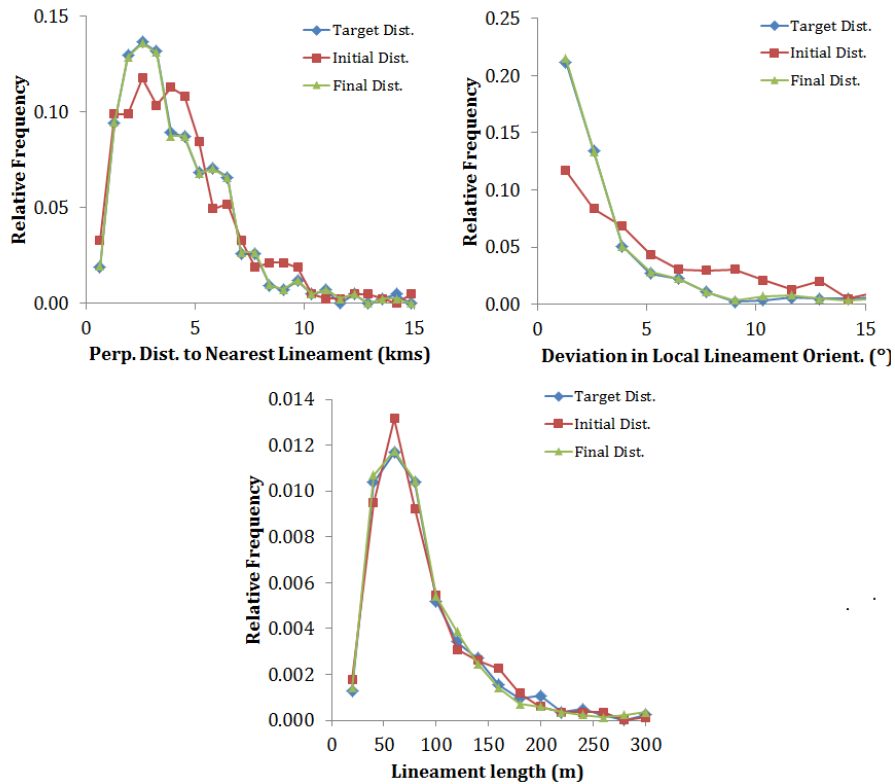 0.15
0.10
0.05
0.00
Relative Frequency
0 5 10 15
Perp. Dist. to Nearest Lineament (kms)
Target Dist.
Initial Dist.
Final Dist.
0.25
0.20
0.15
0.10
0.05
0.00
Relative Frequency
0 5 10 15
Deviation in Local Lineament Orient. (°)
Target Dist.
Initial Dist.
Final Dist.
0.014
0.012
0.010
0.008
0.006
0.004
0.002
0.000
Relative Frequency
0 50 100 150 200 250 300
Lineament length (m)
Target Dist.
Initial Dist.
Final Dist.